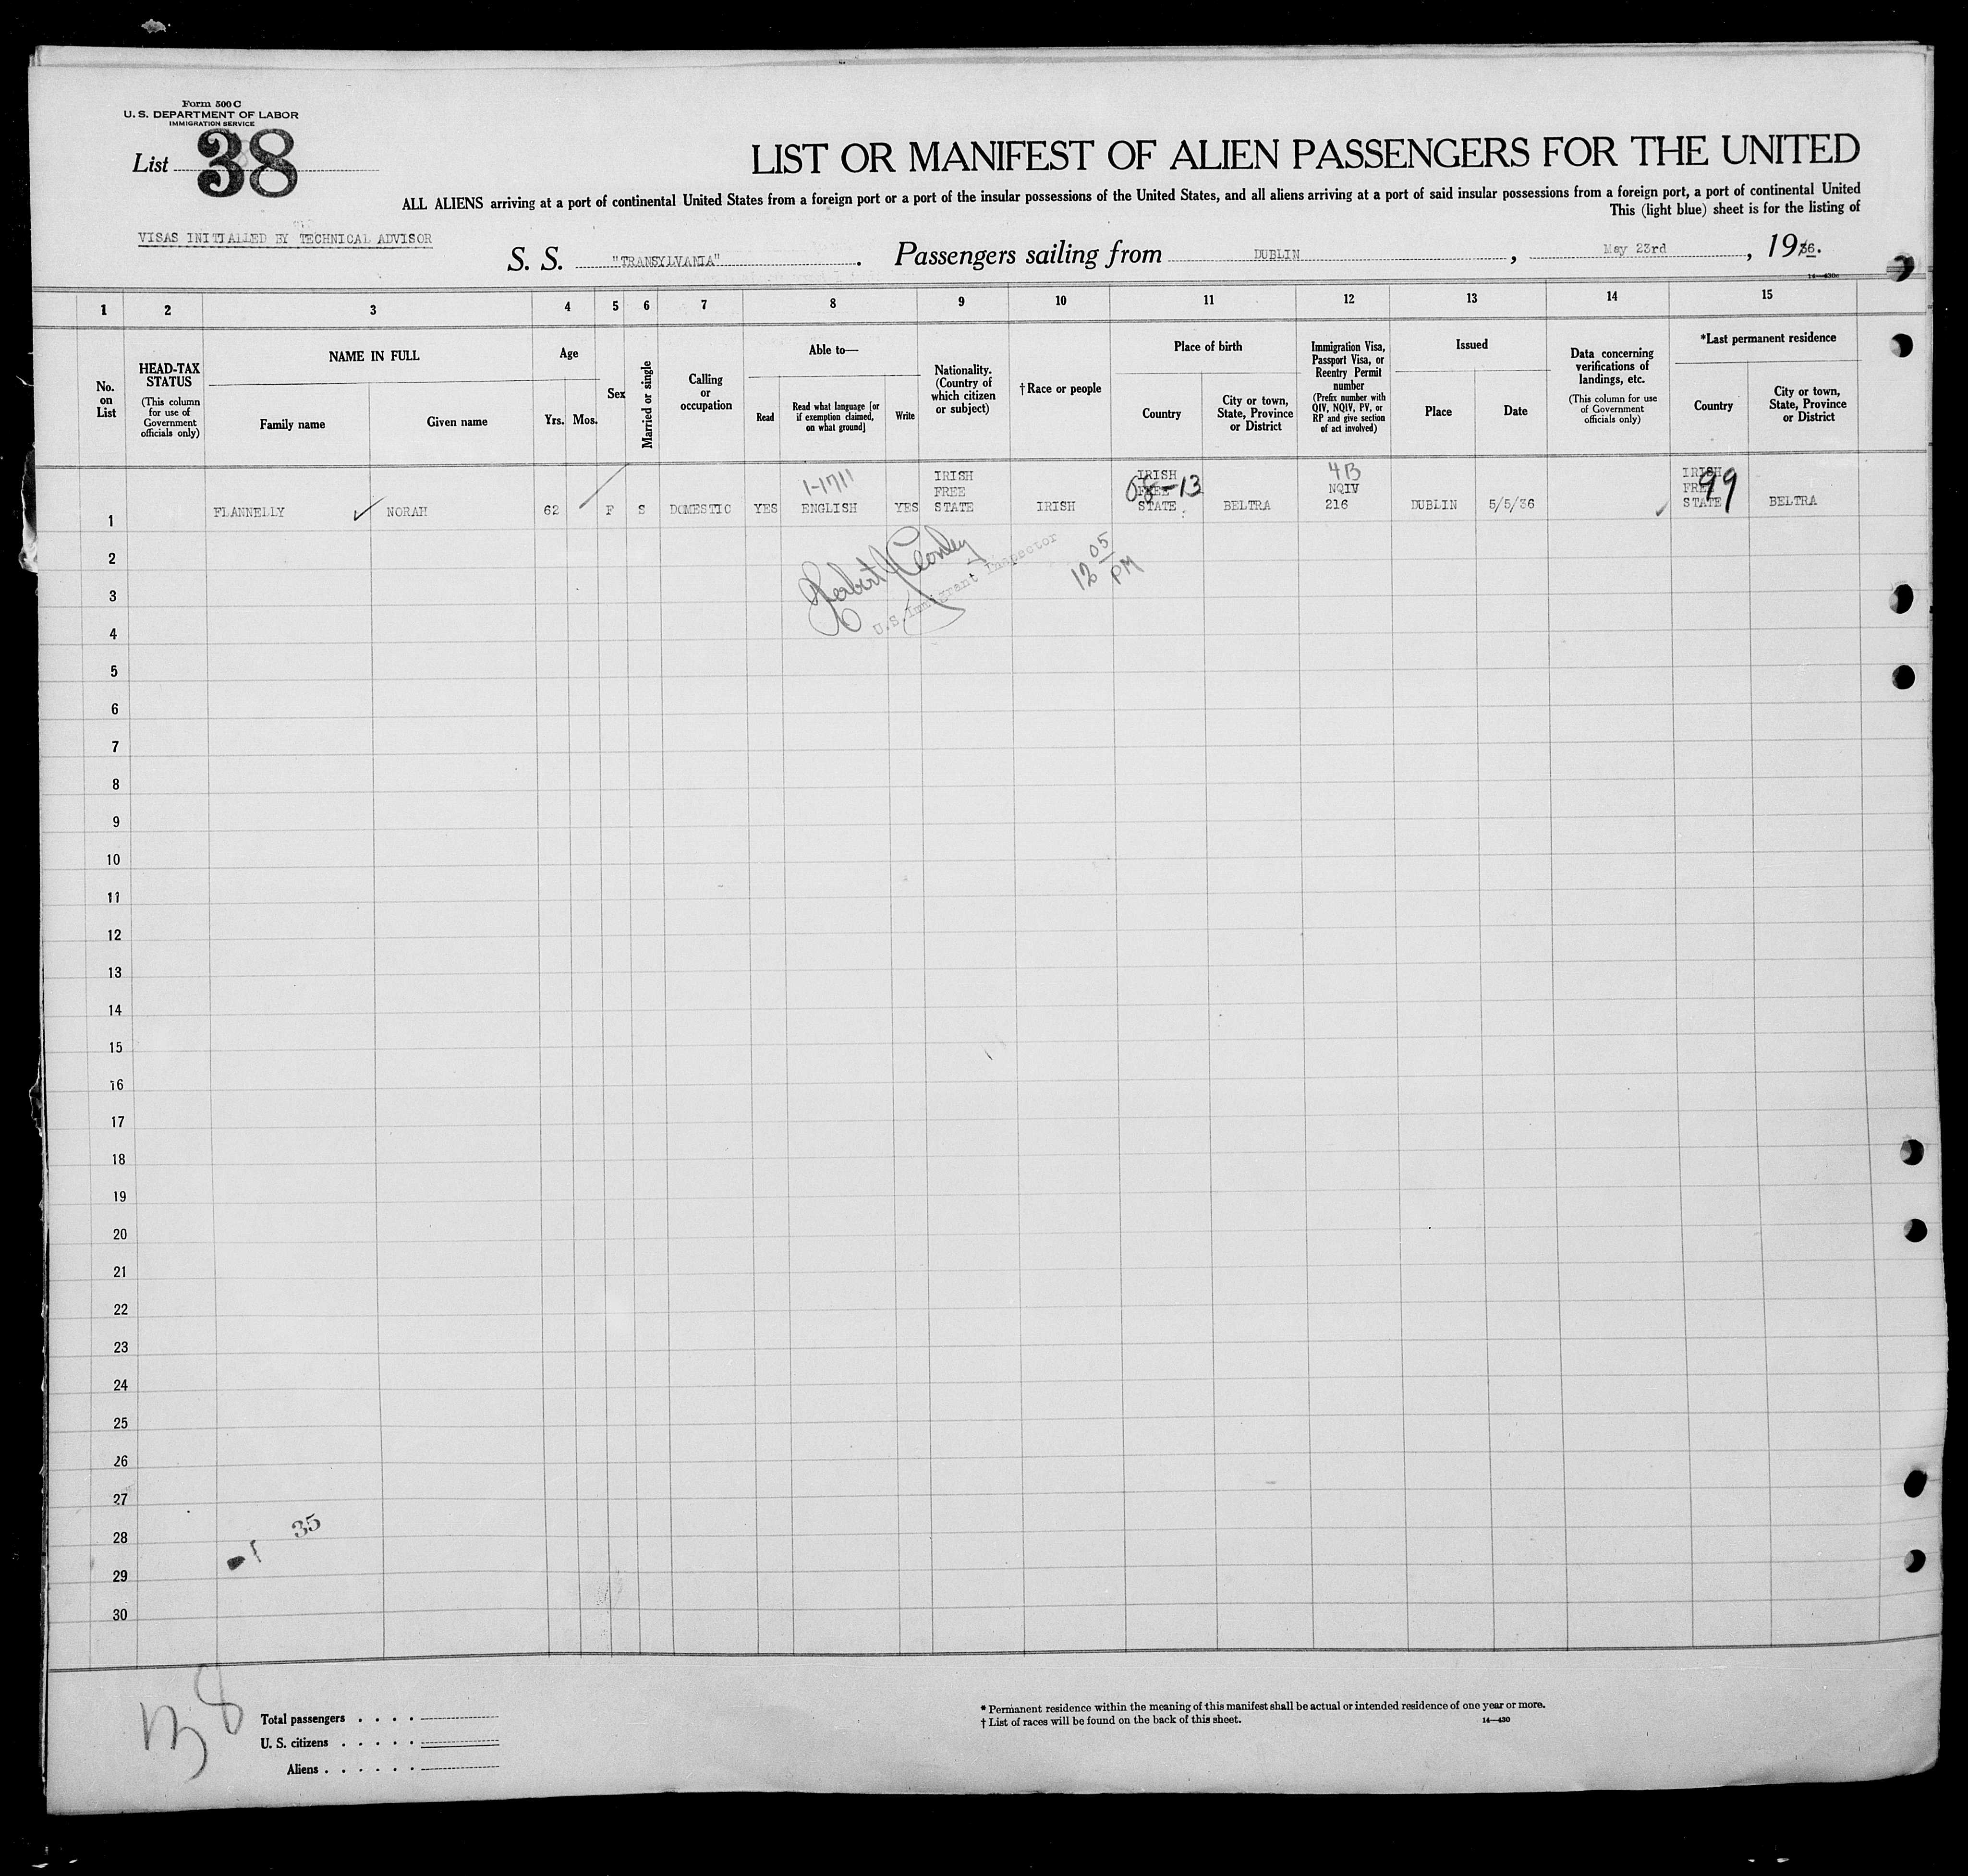 Form 500 C
U. S. DEPARTMENT OF LABOR
IMMIGRATION SERVICE
List 38
LIST OR MANIFEST OF ALIEN PASSENGERS FOR THE UNITED
ALL ALIENS arriving at a port of continental United States from a foreign port or a port of the insular possessions of the United States, and all aliens arriving at a port of said insular possessions from a foreign port, a port of continental United
This (light blue) sheet is for the listing of
VISAS INITIALLED BY TECHNICAL ADVISOR
S. S. "TRANSYLVANIA". Passengers sailing from DUBLIN, May 23rd, 1936.
1 2 3 4 5 6 7 8 9 10 11 12 13 14 15
No. on List
HEAD-TAX STATUS
(This column for use of Government officials only)
NAME IN FULL
Family name
Given name
Age
Yrs. Mos.
Sex
Married or single
Calling or occupation
Able to—
Read
Read what language [or if exemption claimed, on what ground]
Write
Nationality. (Country of which citizen or subject)
† Race or people
Place of birth
Country
City or town, State, Province or District
Immigration Visa, Passport Visa, or Reentry Permit number
(Prefix number with QIV, NQIV, PV, or RP and give section of act involved)
Issued
Place
Date
Data concerning verifications of landings, etc.
(This column for use of Government officials only)
*Last permanent residence
Country
City or town, State, Province or District
1 FLANNELLY ✓ NORAH 62 F S DOMESTIC YES 1-1711 ENGLISH YES IRISH FREE STATE IRISH IRISH FREE STATE 08-13 BELTRA 4B NQIV 216 DUBLIN 5/5/36 ✓ IRISH FREE STATE 99 BELTRA
U.S. Immigrant Inspector
12 05 PM
2
3
4
5
6
7
8
9
10
11
12
13
14
15
16
17
18
19
20
21
22
23
24
25
26
27
28
29
30
35
Total passengers . . . .
U. S. citizens . . . . .
Aliens . . . . . .
* Permanent residence within the meaning of this manifest shall be actual or intended residence of one year or more.
† List of races will be found on the back of this sheet.
14—430